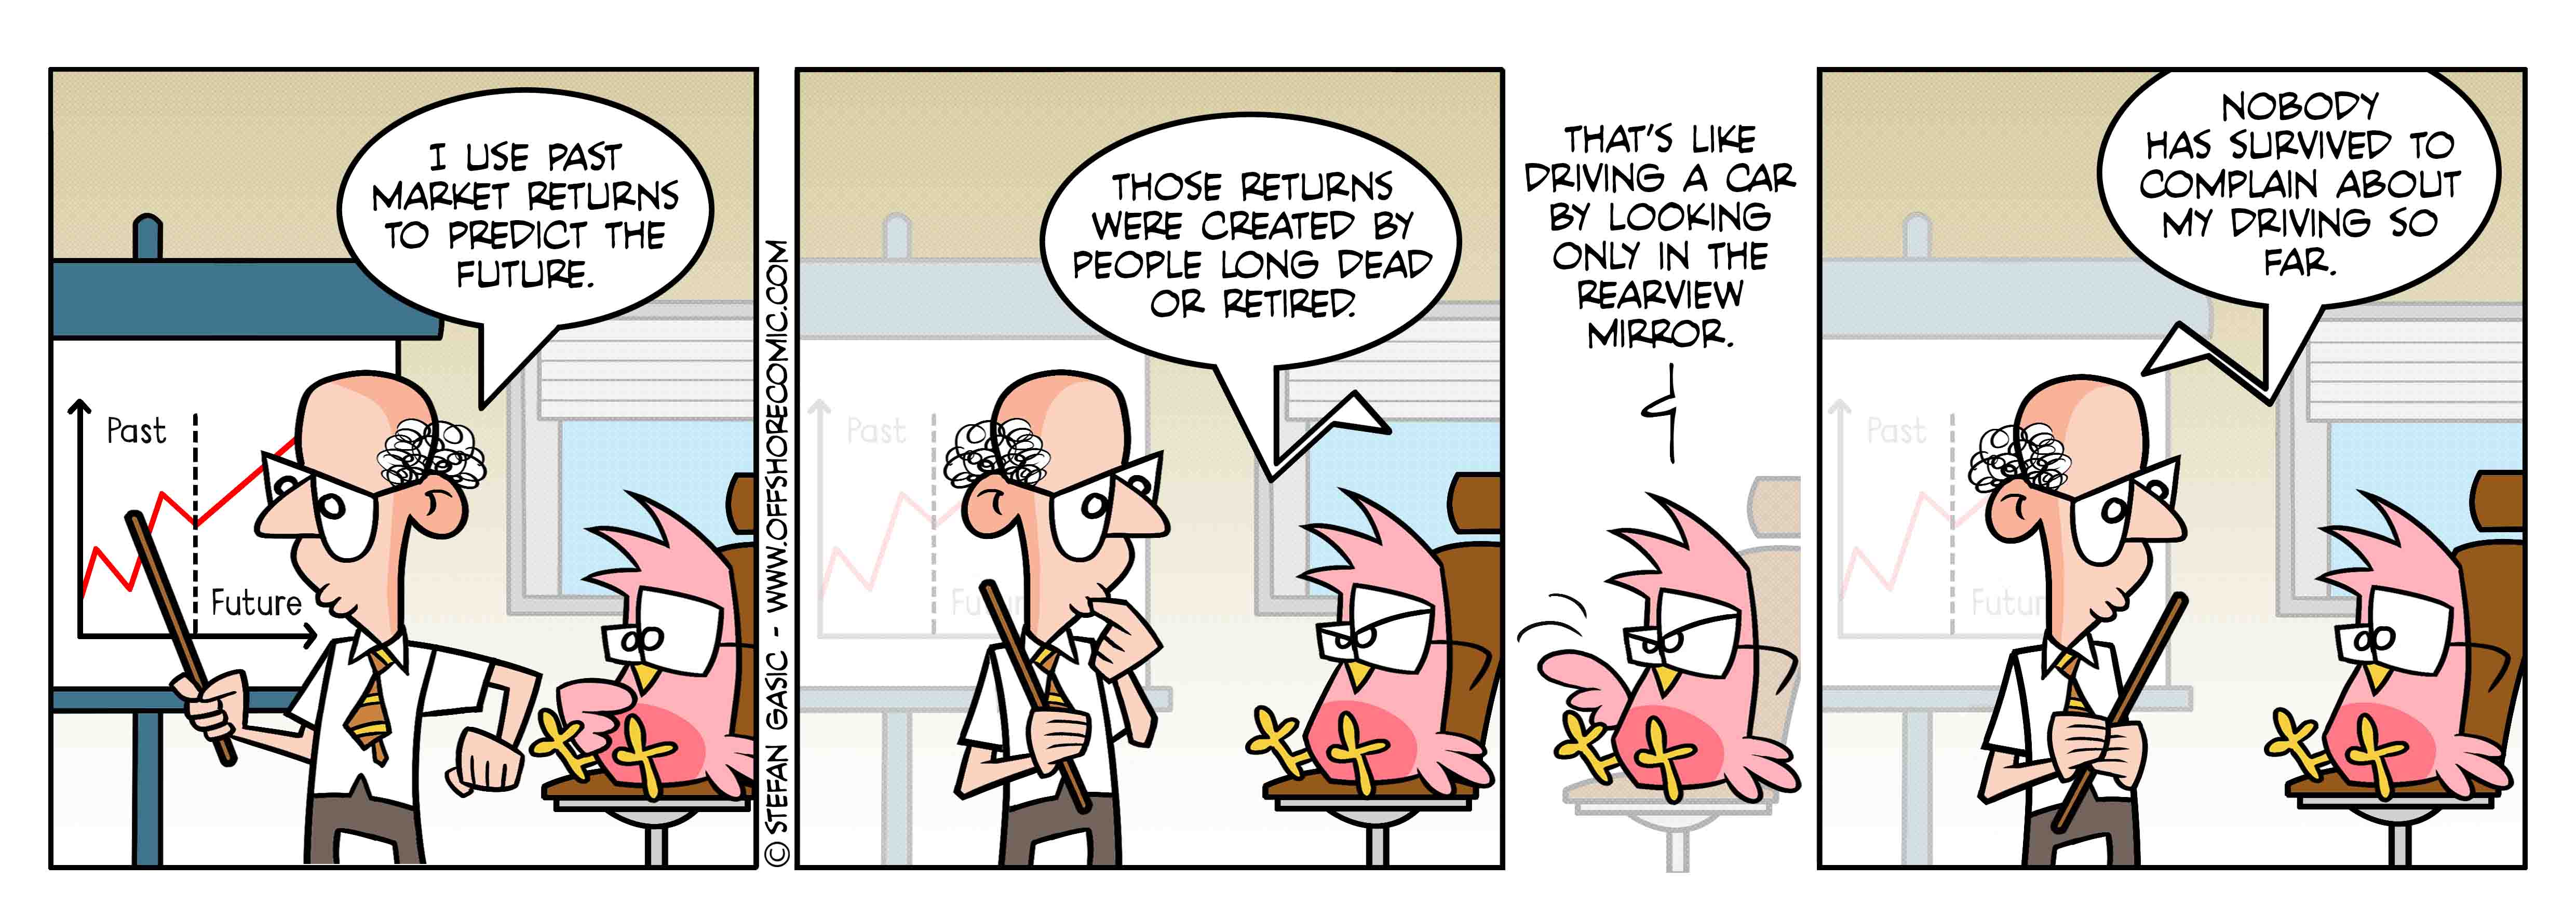 I USE PAST
MARKET RETURNS
TO PREDICT THE
FUTURE.
Past
Future
© STEFAN GASIC - WWW.OFFSHORECOMIC.COM
THOSE RETURNS
WERE CREATED BY
PEOPLE LONG DEAD
OR RETIRED.
Past
Futur
THAT'S LIKE
DRIVING A CAR
BY LOOKING
ONLY IN THE
REARVIEW
MIRROR.
NOBODY
HAS SURVIVED TO
COMPLAIN ABOUT
MY DRIVING SO
FAR.
Past
Futur